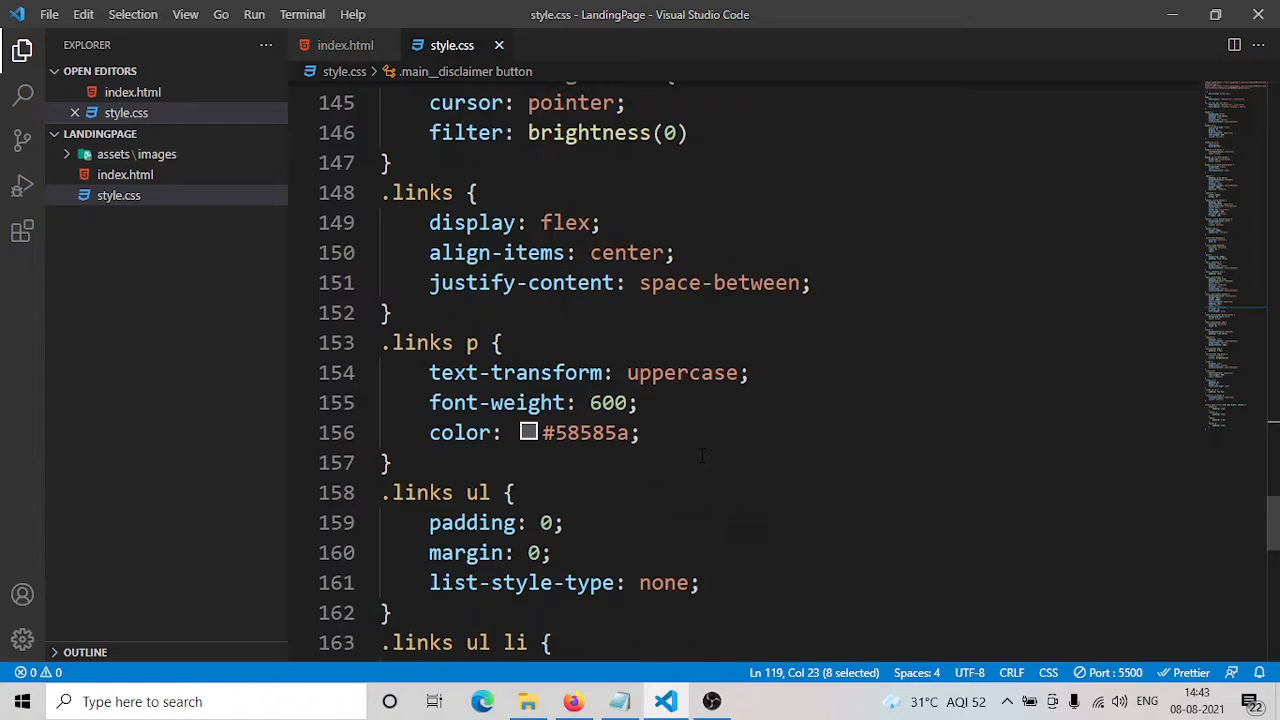 File Edit Selection View Go Run Terminal Help
style.css - LandingPage - Visual Studio Code
EXPLORER
index.html
style.css
OPEN EDITORS
style.css > .main__disclaimer button
index.html
style.css
LANDINGPAGE
assets \ images
index.html
style.css
145 cursor: pointer;
146 filter: brightness(0)
147 }
148 .links {
149 display: flex;
150 align-items: center;
151 justify-content: space-between;
152 }
153 .links p {
154 text-transform: uppercase;
155 font-weight: 600;
156 color: #58585a;
157 }
158 .links ul {
159 padding: 0;
160 margin: 0;
161 list-style-type: none;
162 }
163 .links ul li {
OUTLINE
0 0
Ln 119, Col 23 (8 selected) Spaces: 4 UTF-8 CRLF CSS Port : 5500 Prettier
Type here to search
31°C AQI 52
14:43
08-08-2021
22